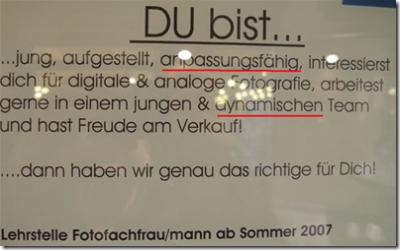 DU bist...
...jung, aufgestellt, anpassungsfähig, interessierst
dich für digitale & analoge Fotografie, arbeitest
gerne in einem jungen & dynamischen Team
und hast Freude am Verkauf!
....dann haben wir genau das richtige für Dich!
Lehrstelle Fotofachfrau/mann ab Sommer 2007